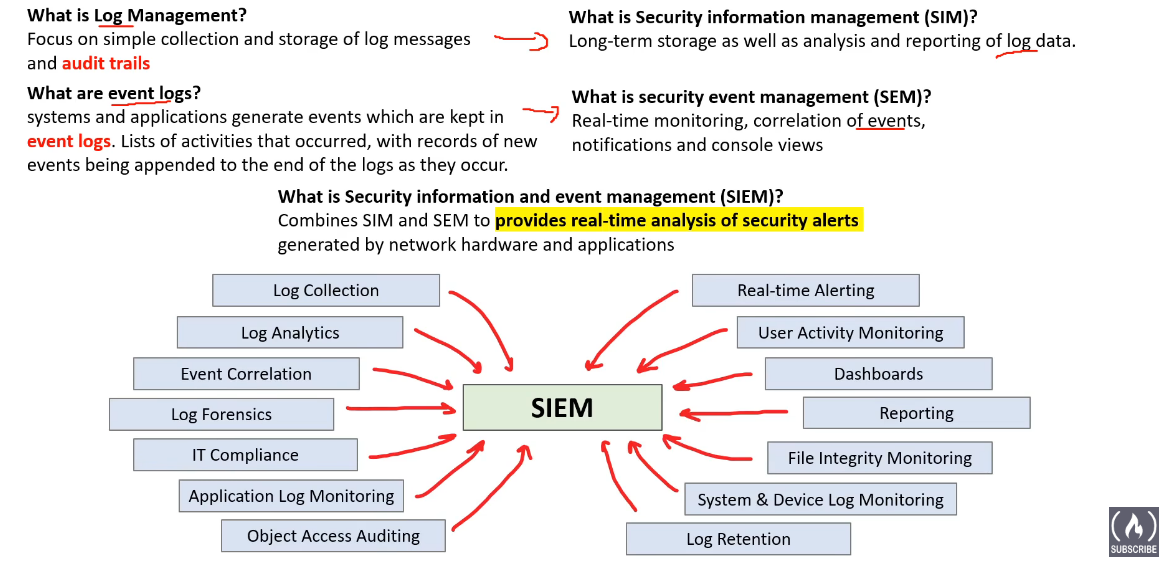 What is Log Management?
Focus on simple collection and storage of log messages
and audit trails
What is Security information management (SIM)?
Long-term storage as well as analysis and reporting of log data.
What are event logs?
systems and applications generate events which are kept in
event logs. Lists of activities that occurred, with records of new
events being appended to the end of the logs as they occur.
What is security event management (SEM)?
Real-time monitoring, correlation of events,
notifications and console views
What is Security information and event management (SIEM)?
Combines SIM and SEM to provides real-time analysis of security alerts
generated by network hardware and applications
Log Collection
Log Analytics
Event Correlation
Log Forensics
IT Compliance
Application Log Monitoring
Object Access Auditing
SIEM
Real-time Alerting
User Activity Monitoring
Dashboards
Reporting
File Integrity Monitoring
System & Device Log Monitoring
Log Retention
SUBSCRIBE